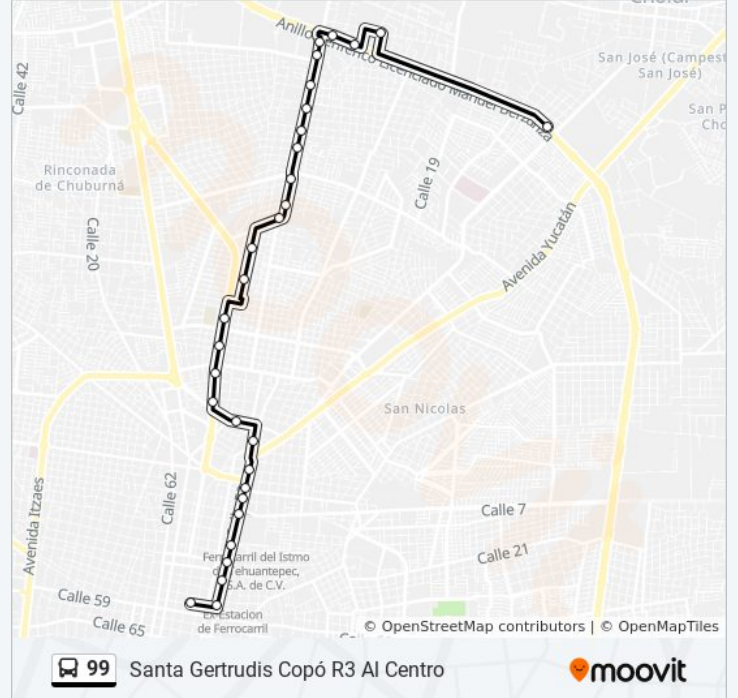 Anillo Periférico Licenciado Manuel Berzunza
San José (Campest
San José)
San P
Cho
Calle 42
Rinconada
de Chuburná
Calle 19
Calle 20
Avenida Yucatán
San Nicolas
Calle 62
Avenida Itzaes
Calle 7
Calle 21
Ferrocarril del Istmo
de Tehuantepec,
S.A. de C.V.
Calle 59
Ex Estacion
de Ferrocarril
Calle 65
© OpenStreetMap contributors | © OpenMapTiles
99 Santa Gertrudis Copó R3 Al Centro
moovit